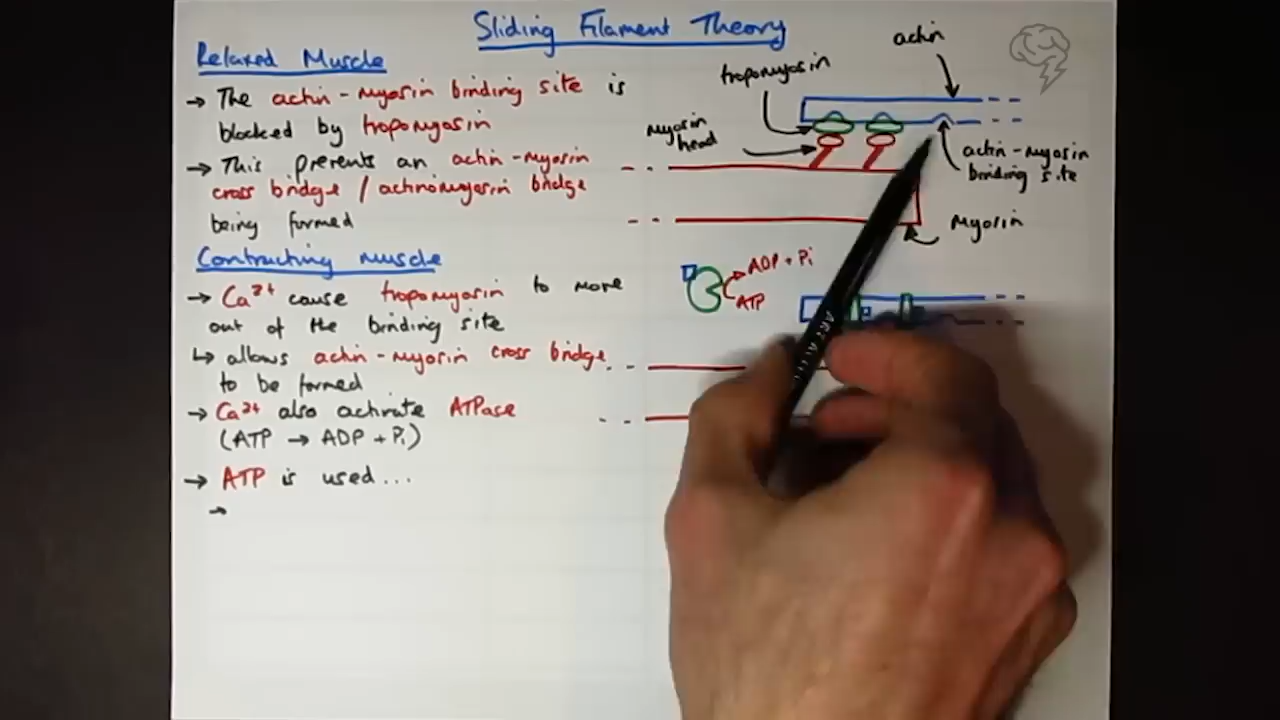 Sliding Filament Theory
Relaxed Muscle
→ The actin-myosin binding site is
blocked by tropomyosin
→ This prevents an actin-myosin
cross bridge / actinomyosin bridge
being formed
Contracting Muscle
→ Ca²⁺ cause tropomyosin to move
out of the binding site
↳ allows actin-myosin cross bridge
to be formed
→ Ca²⁺ also activate ATPase
(ATP → ADP + Pi)
→ ATP is used...
→
actin
tropomyosin
myosin
head
actin-myosin
binding site
Myosin
ADP + Pi
ATP